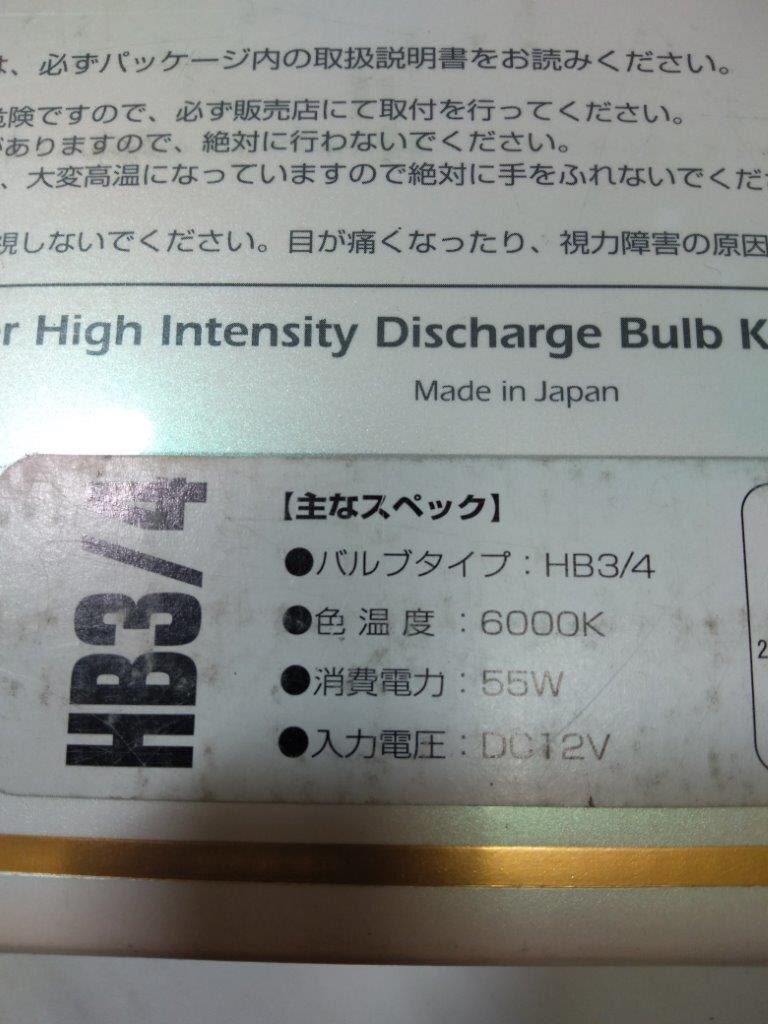 は、必ずパッケージ内の取扱説明書をお読みください。
危険ですので、必ず販売店にて取付を行ってください。
がありますので、絶対に行わないでください。
、大変高温になっていますので絶対に手をふれないでくださ
視しないでください。目が痛くなったり、視力障害の原因
er High Intensity Discharge Bulb K
Made in Japan
HB3/4
【主なスペック】
●バルブタイプ：HB3/4
●色温度：6000K
●消費電力：55W
●入力電圧：DC12V
2